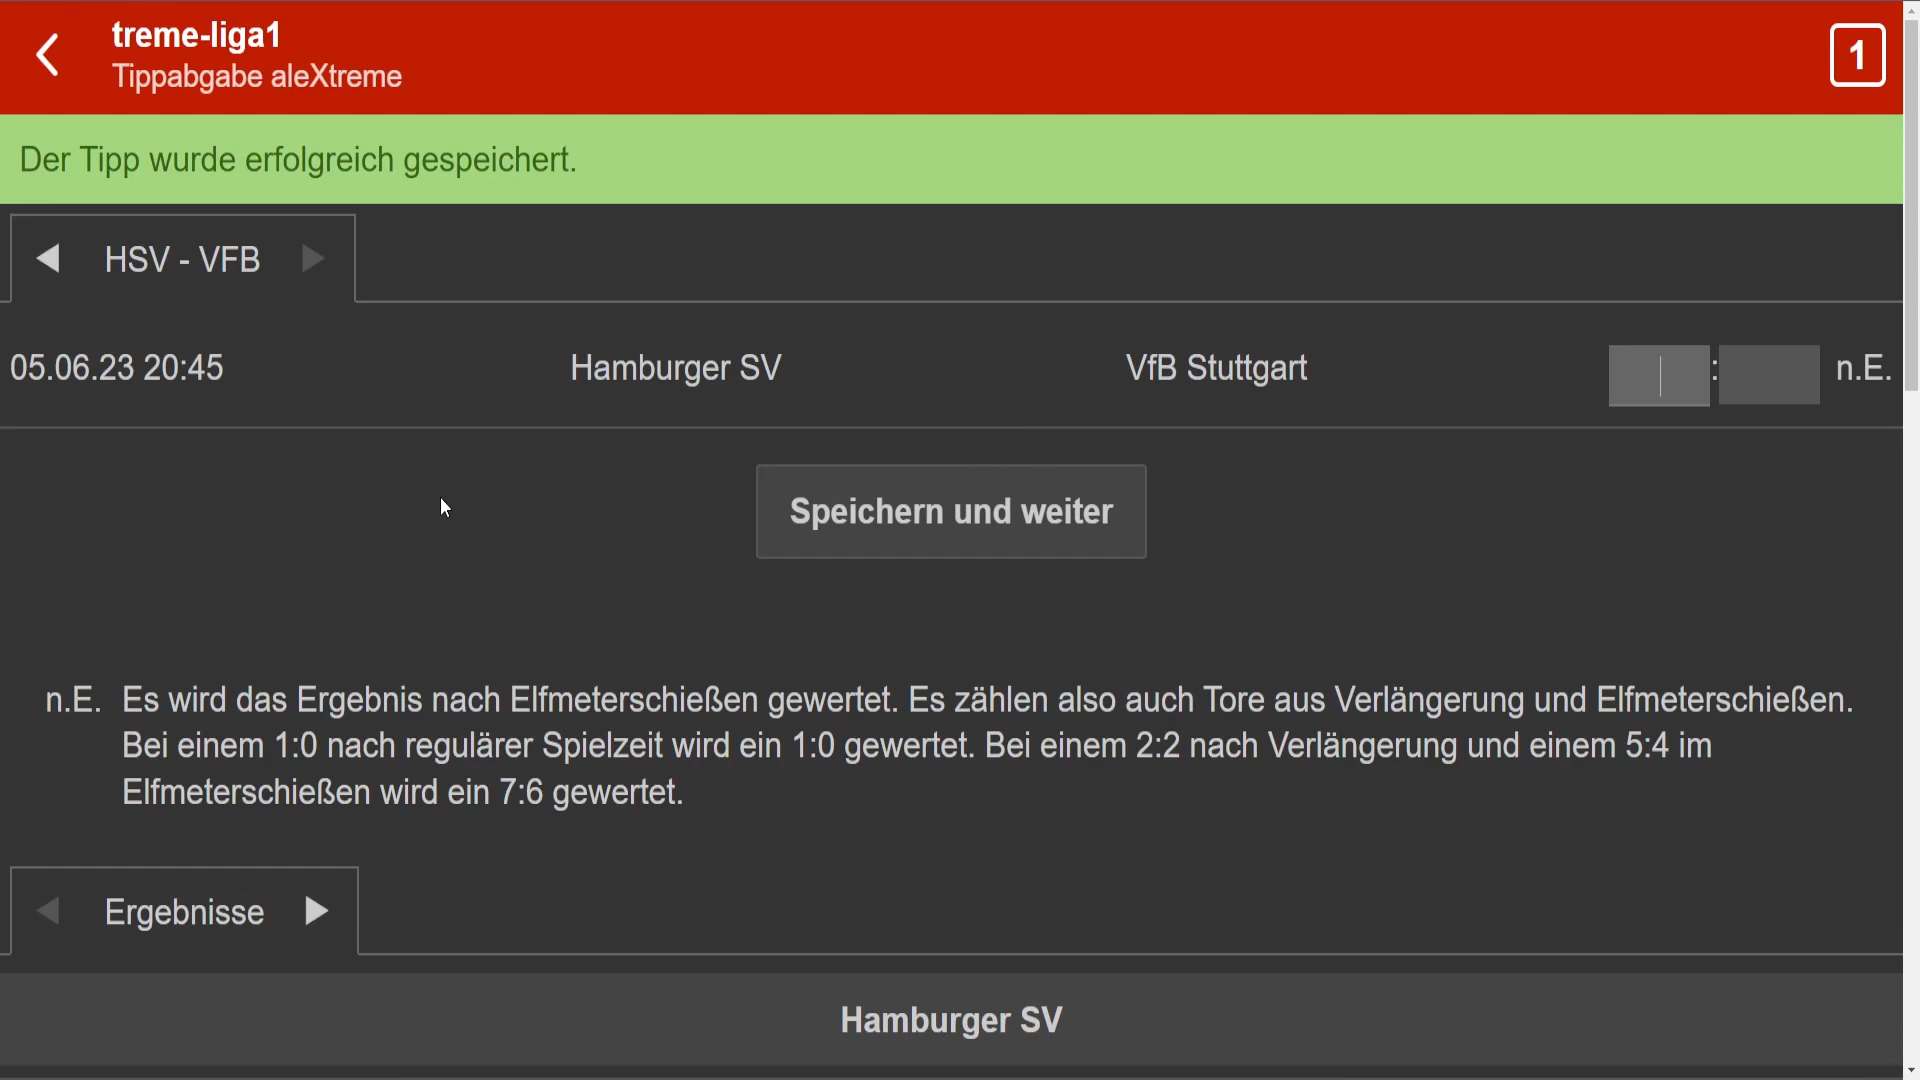 treme-liga1
Tippabgabe aleXtreme
1
Der Tipp wurde erfolgreich gespeichert.
HSV - VFB
05.06.23 20:45 Hamburger SV VfB Stuttgart : n.E.
Speichern und weiter
n.E. Es wird das Ergebnis nach Elfmeterschießen gewertet. Es zählen also auch Tore aus Verlängerung und Elfmeterschießen.
Bei einem 1:0 nach regulärer Spielzeit wird ein 1:0 gewertet. Bei einem 2:2 nach Verlängerung und einem 5:4 im
Elfmeterschießen wird ein 7:6 gewertet.
Ergebnisse
Hamburger SV